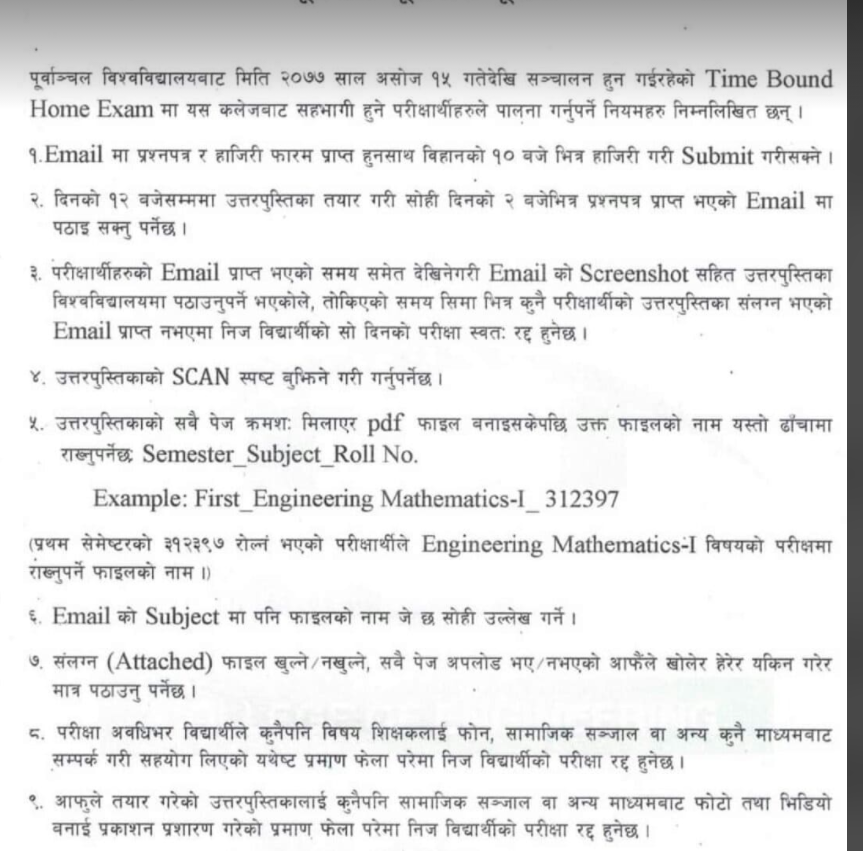 पूर्वाञ्चल विश्वविद्यालयबाट मिति २०७७ साल असोज १५ गतेदेखि सञ्चालन हुन गईरहेको Time Bound
Home Exam मा यस कलेजबाट सहभागी हुने परीक्षार्थीहरुले पालना गर्नुपर्ने नियमहरु निम्नलिखित छन् ।
१.Email मा प्रश्नपत्र र हाजिरी फारम प्राप्त हुनसाथ बिहानको १० बजे भित्र हाजिरी गरी Submit गरीसक्ने ।
२. दिनको १२ बजेसम्ममा उत्तरपुस्तिका तयार गरी सोही दिनको २ बजेभित्र प्रश्नपत्र प्राप्त भएको Email मा
पठाइ सक्नु पर्नेछ ।
३. परीक्षार्थीहरुको Email प्राप्त भएको समय समेत देखिनेगरी Email को Screenshot सहित उत्तरपुस्तिका
विश्वविद्यालयमा पठाउनुपर्ने भएकोले, तोकिएको समय सिमा भित्र कुनै परीक्षार्थीको उत्तरपुस्तिका संलग्न भएको
Email प्राप्त नभएमा निज विद्यार्थीको सो दिनको परीक्षा स्वतः रद्द हुनेछ ।
४. उत्तरपुस्तिकाको SCAN स्पष्ट बुझिने गरी गर्नुपर्नेछ ।
५. उत्तरपुस्तिकाको सबै पेज क्रमशः मिलाएर pdf फाइल बनाइसकेपछि उक्त फाइलको नाम यस्तो ढाँचामा
राख्नुपर्नेछः Semester_Subject_Roll No.
Example: First_Engineering Mathematics-I_ 312397
(प्रथम सेमेष्टरको ३१२३९७ रोल्नं भएको परीक्षार्थीले Engineering Mathematics-I विषयको परीक्षमा
राख्नुपर्ने फाइलको नाम ।)
६. Email को Subject मा पनि फाइलको नाम जे छ सोही उल्लेख गर्ने ।
७. संलग्न (Attached) फाइल खुल्ने/नखुल्ने, सबै पेज अपलोड भए/नभएको आफैंले खोलेर हेरेर यकिन गरेर
मात्र पठाउनु पर्नेछ ।
८. परीक्षा अवधिभर विद्यार्थीले कुनैपनि विषय शिक्षकलाई फोन, सामाजिक सञ्जाल वा अन्य कुनै माध्यमबाट
सम्पर्क गरी सहयोग लिएको यथेष्ट प्रमाण फेला परेमा निज विद्यार्थीको परीक्षा रद्द हुनेछ ।
९. आफुले तयार गरेको उत्तरपुस्तिकालाई कुनैपनि सामाजिक सञ्जाल वा अन्य माध्यमबाट फोटो तथा भिडियो
बनाई प्रकाशन प्रशारण गरेको प्रमाण फेला परेमा निज विद्यार्थीको परीक्षा रद्द हुनेछ ।